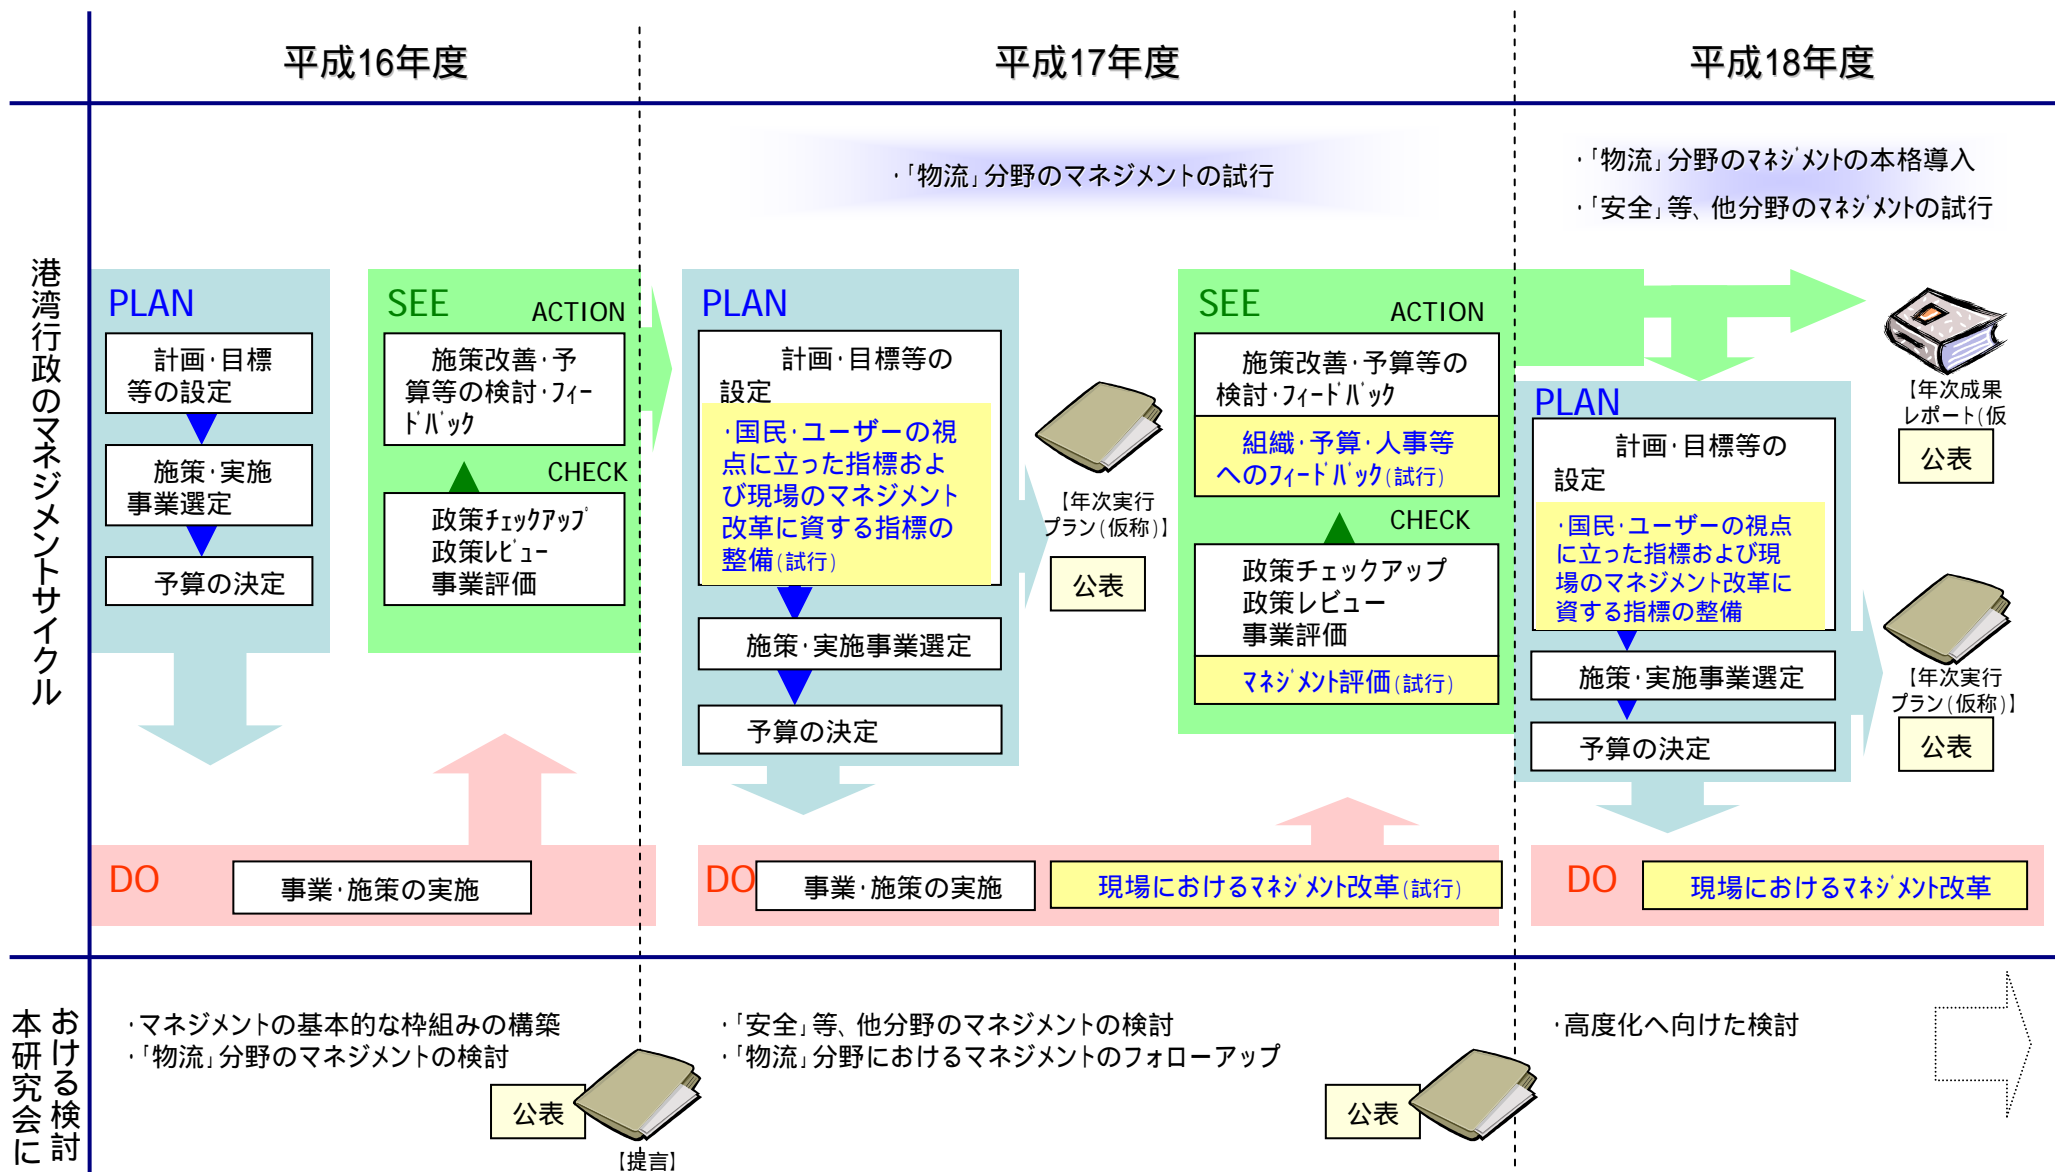 平成16年度
平成17年度
平成18年度
港湾行政のマネジメントサイクル
・「物流」分野のマネジメントの試行
・「物流」分野のマネジメントの本格導入
・「安全」等、他分野のマネジメントの試行
PLAN
計画・目標
等の設定
施策・実施
事業選定
予算の決定
SEE
ACTION
施策改善・予
算等の検討・フィー
ドバック
CHECK
政策チェックアップ
政策レビュー
事業評価
DO
事業・施策の実施
PLAN
計画・目標等の
設定
・国民・ユーザーの視
点に立った指標およ
び現場のマネジメント
改革に資する指標の
整備(試行)
施策・実施事業選定
予算の決定
【年次実行
プラン(仮称)】
公表
SEE
ACTION
施策改善・予算等の
検討・フィードバック
組織・予算・人事等
へのフィードバック(試行)
CHECK
政策チェックアップ
政策レビュー
事業評価
マネジメント評価(試行)
DO
事業・施策の実施
現場におけるマネジメント改革(試行)
【年次成果
レポート(仮
公表
PLAN
計画・目標等の
設定
・国民・ユーザーの視点
に立った指標および現
場のマネジメント改革に
資する指標の整備
施策・実施事業選定
予算の決定
【年次実行
プラン(仮称)】
公表
DO
現場におけるマネジメント改革
本研究会に
おける検討
・マネジメントの基本的な枠組みの構築
・「物流」分野のマネジメントの検討
公表
【提言】
・「安全」等、他分野のマネジメントの検討
・「物流」分野におけるマネジメントのフォローアップ
公表
・高度化へ向けた検討